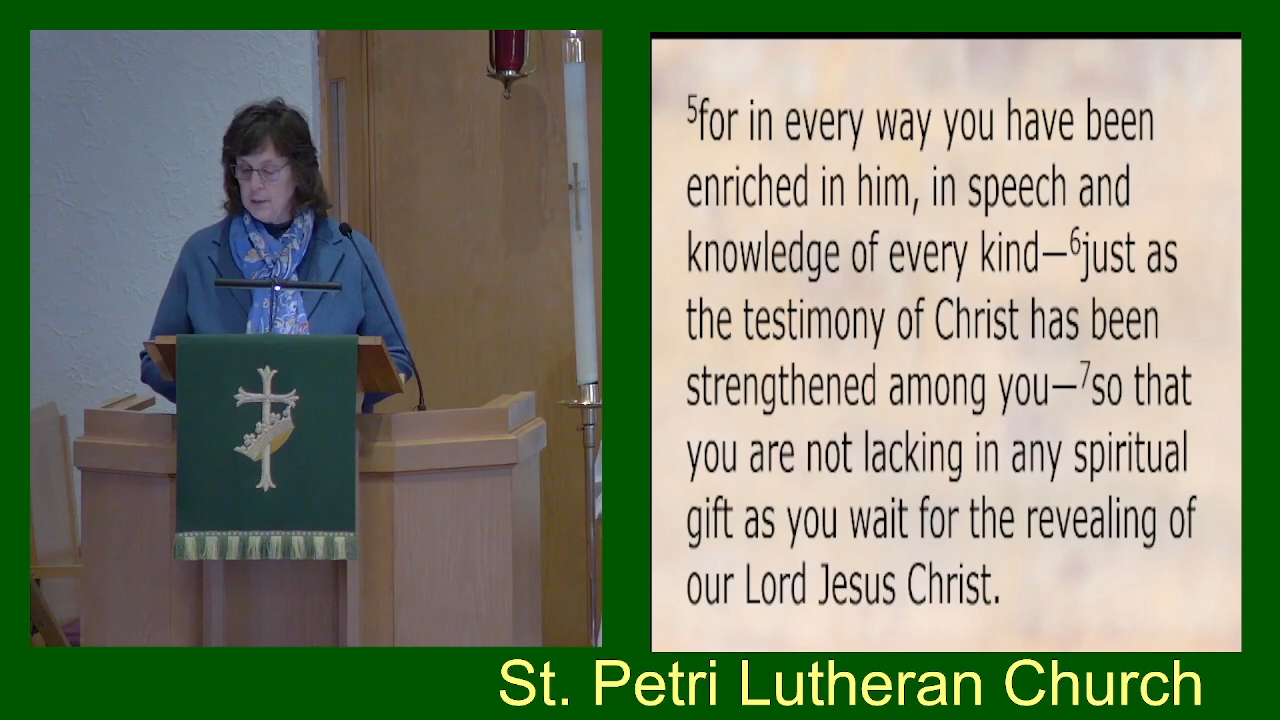 ⁵for in every way you have been
enriched in him, in speech and
knowledge of every kind—⁶just as
the testimony of Christ has been
strengthened among you—⁷so that
you are not lacking in any spiritual
gift as you wait for the revealing of
our Lord Jesus Christ.
St. Petri Lutheran Church